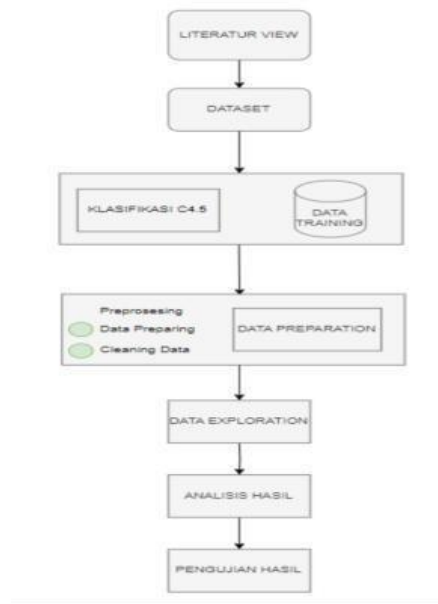 LITERATUR VIEW
DATASET
KLASIFIKASI C4.5
DATA
TRAINING
Preprosesing
Data Preparing
Cleaning Data
DATA PREPARATION
DATA EXPLORATION
ANALISIS HASIL
PENGUJIAN HASIL